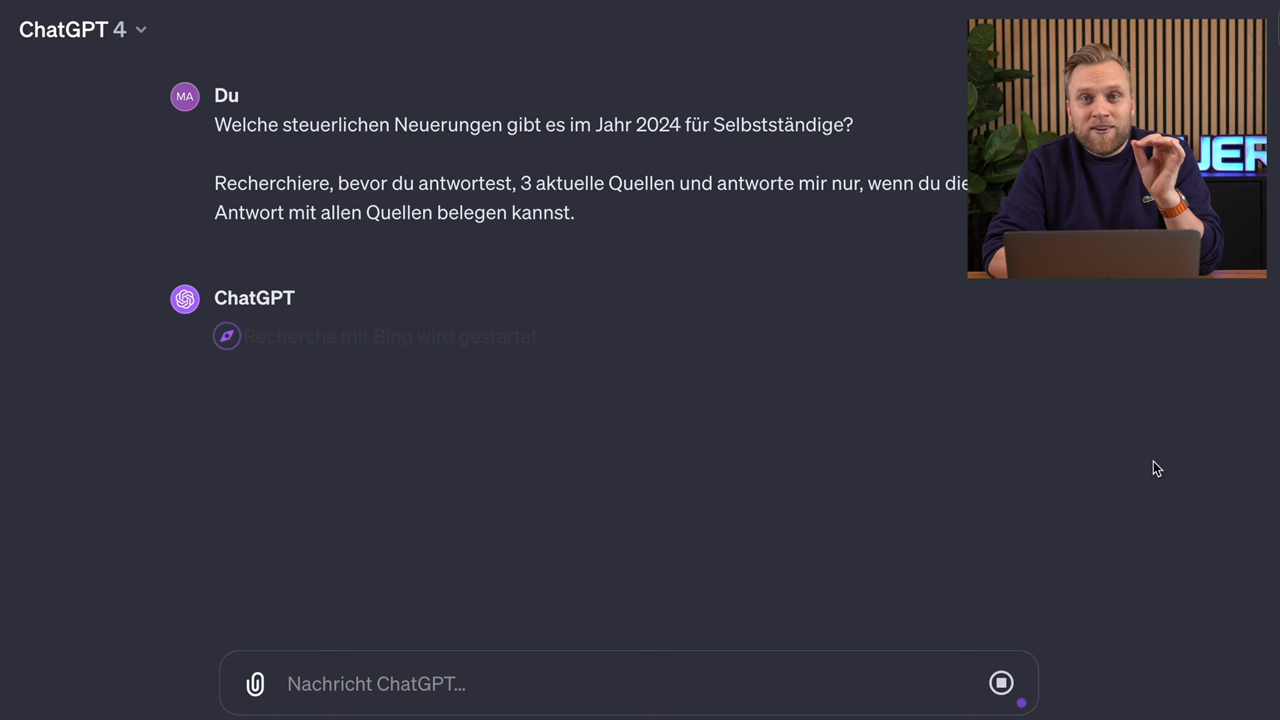 ChatGPT 4
MA
Du
Welche steuerlichen Neuerungen gibt es im Jahr 2024 für Selbstständige?
Recherchiere, bevor du antwortest, 3 aktuelle Quellen und antworte mir nur, wenn du die
Antwort mit allen Quellen belegen kannst.
UER
ChatGPT
Recherche mit Bing wird gestartet
Nachricht ChatGPT...